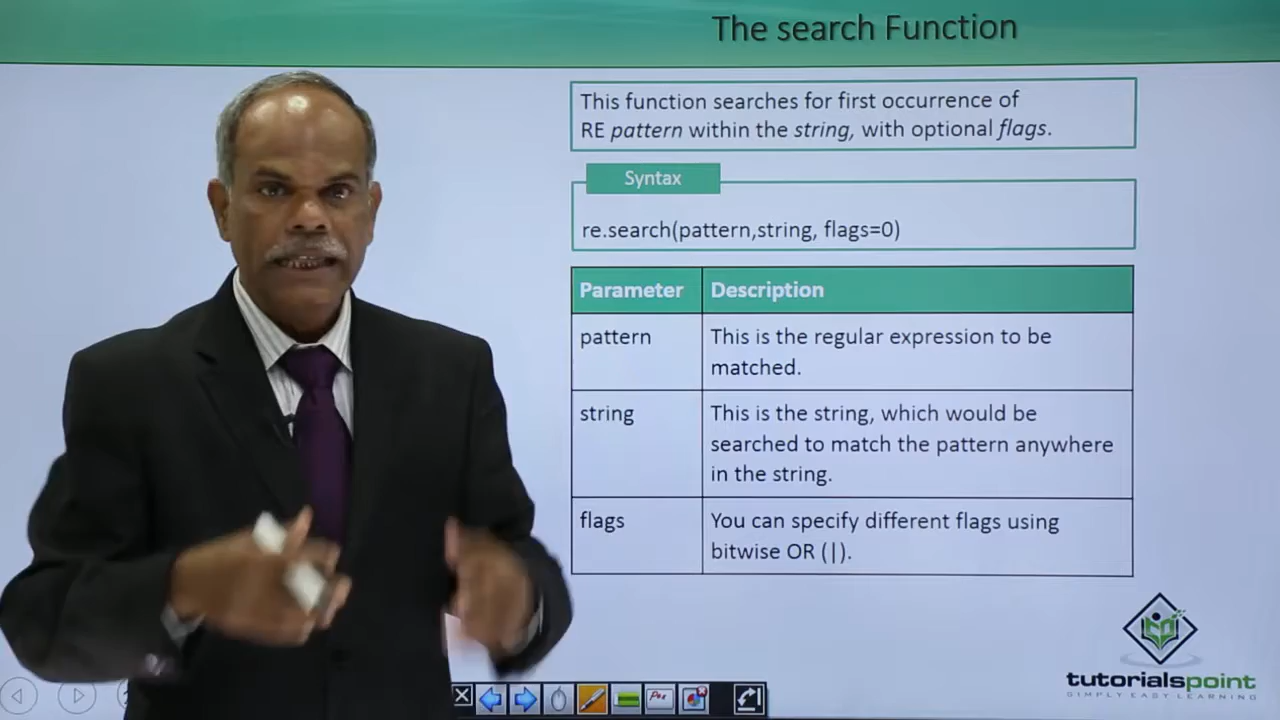 The search Function
This function searches for first occurrence of
RE pattern within the string, with optional flags.
Syntax
re.search(pattern,string, flags=0)
Parameter Description
pattern This is the regular expression to be
matched.
string This is the string, which would be
searched to match the pattern anywhere
in the string.
flags You can specify different flags using
bitwise OR (|).
tutorialspoint
SIMPLY EASY LEARNING